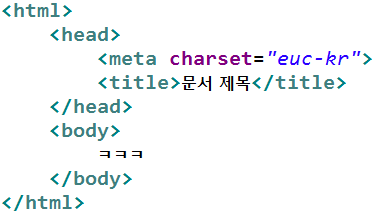 <html>
<head>
<meta charset="euc-kr">
<title>문서 제목</title>
</head>
<body>
ㅋㅋㅋ
</body>
</html>